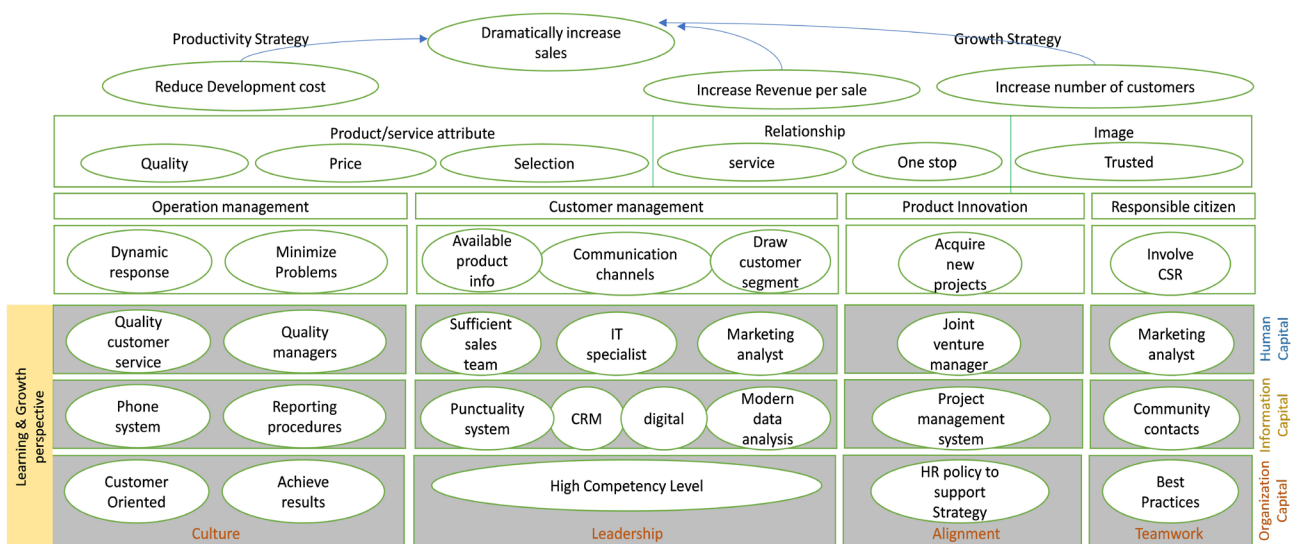 Dramatically increase
sales
Productivity Strategy
Growth Strategy
Reduce Development cost
Increase Revenue per sale
Increase number of customers
Product/service attribute
Relationship
Image
Quality
Price
Selection
service
One stop
Trusted
Operation management
Customer management
Product Innovation
Responsible citizen
Dynamic
response
Minimize
Problems
Available
product
info
Communication
channels
Draw
customer
segment
Acquire
new
projects
Involve
CSR
Learning & Growth
perspective
Quality
customer
service
Quality
managers
Sufficient
sales
team
IT
specialist
Marketing
analyst
Joint
venture
manager
Marketing
analyst
Human
Capital
Phone
system
Reporting
procedures
Punctuality
system
CRM
digital
Modern
data
analysis
Project
management
system
Community
contacts
Information
Capital
Customer
Oriented
Achieve
results
High Competency Level
HR policy to
support
Strategy
Best
Practices
Organization
Capital
Culture
Leadership
Alignment
Teamwork